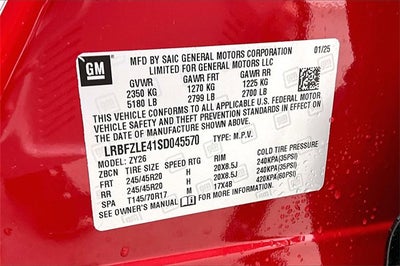 GM
MFD BY SAIC GENERAL MOTORS CORPORATION 01/25
LIMITED FOR GENERAL MOTORS LLC
GVWR GAWR FRT GAWR RR
2350 KG 1270 KG 1225 KG
5180 LB 2799 LB 2700 LB
THIS VEHICLE CONFORMS TO ALL APPLICABLE U.S. FEDERAL MOTOR
VEHICLE SAFETY, BUMPER, AND THEFT PREVENTION STANDARDS IN
EFFECT ON THE DATE OF MANUFACTURE SHOWN ABOVE.
LRBFZLE41SD045570 TYPE: M.P.V.
MODEL: ZY26
ZBCN TIRE SIZE SPEED RTG RIM COLD TIRE PRESSURE
FRT 245/45R20 H 20X8.5J 240KPA(35PSI)
RR 245/45R20 H 20X8.5J 240KPA(35PSI)
SPA T145/70R17 M 17X4B 420KPA(60PSI)
SEE OWNER'S MANUAL FOR ADDITIONAL INFORMATION